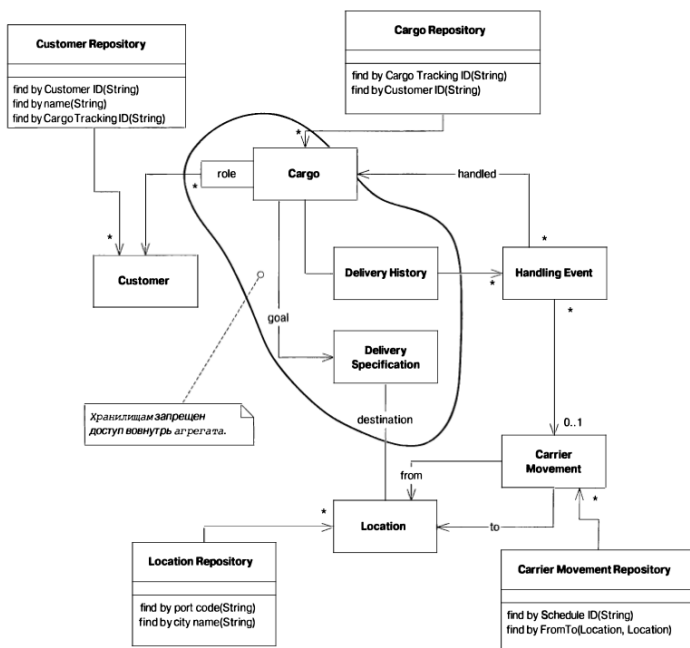 Customer Repository
find by Customer ID(String)
find by name(String)
find by Cargo Tracking ID(String)
Cargo Repository
find by Cargo Tracking ID(String)
find by Customer ID(String)
*
role
*
Cargo
handled
*
Customer
Delivery History
*
*
Handling Event
*
goal
Delivery
Specification
Хранилищам запрещен
доступ вовнутрь агрегата.
destination
0..1
Carrier
Movement
from
*
*
Location
to
Location Repository
find by port code(String)
find by city name(String)
Carrier Movement Repository
find by Schedule ID(String)
find by FromTo(Location, Location)